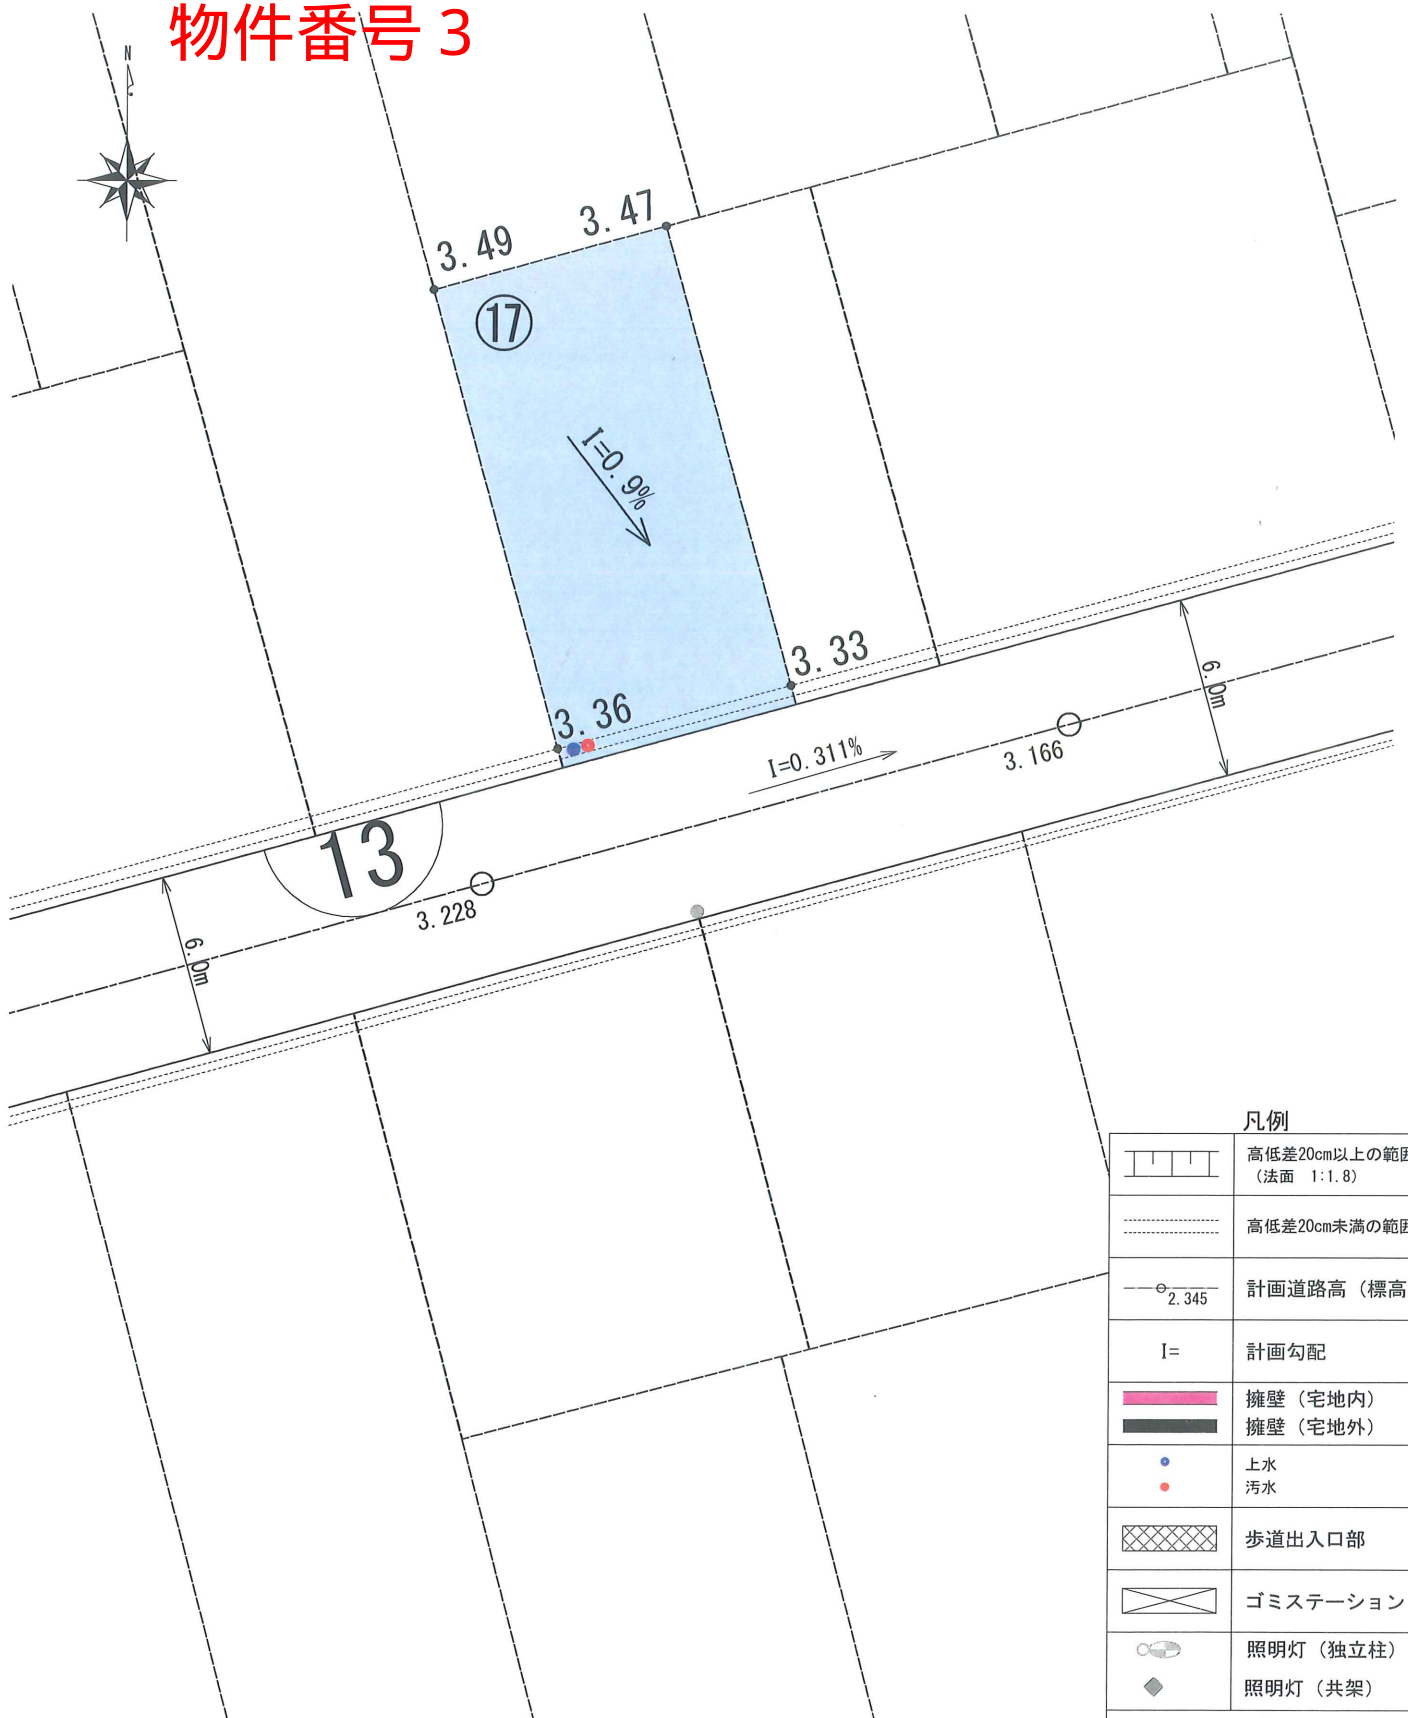 物件番号３
N
3.49
3.47
⑰
I=0.9%
3.33
3.36
I=0.311%
3.166
6.0m
13
3.228
6.0m
凡例
高低差20cm以上の範囲
（法面　1:1.8）
高低差20cm未満の範囲
2.345
計画道路高（標高
I=
計画勾配
擁壁（宅地内）
擁壁（宅地外）
上水
汚水
歩道出入口部
ゴミステーション
照明灯（独立柱）
照明灯（共架）